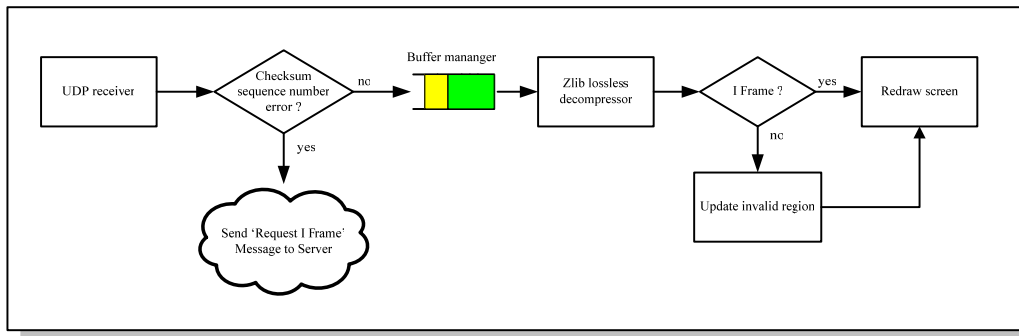 Buffer mananger
UDP receiver
Checksum
sequence number
error ?
no
Zlib lossless
decompressor
I Frame ?
yes
Redraw screen
yes
no
Update invalid region
Send ‘Request I Frame’
Message to Server